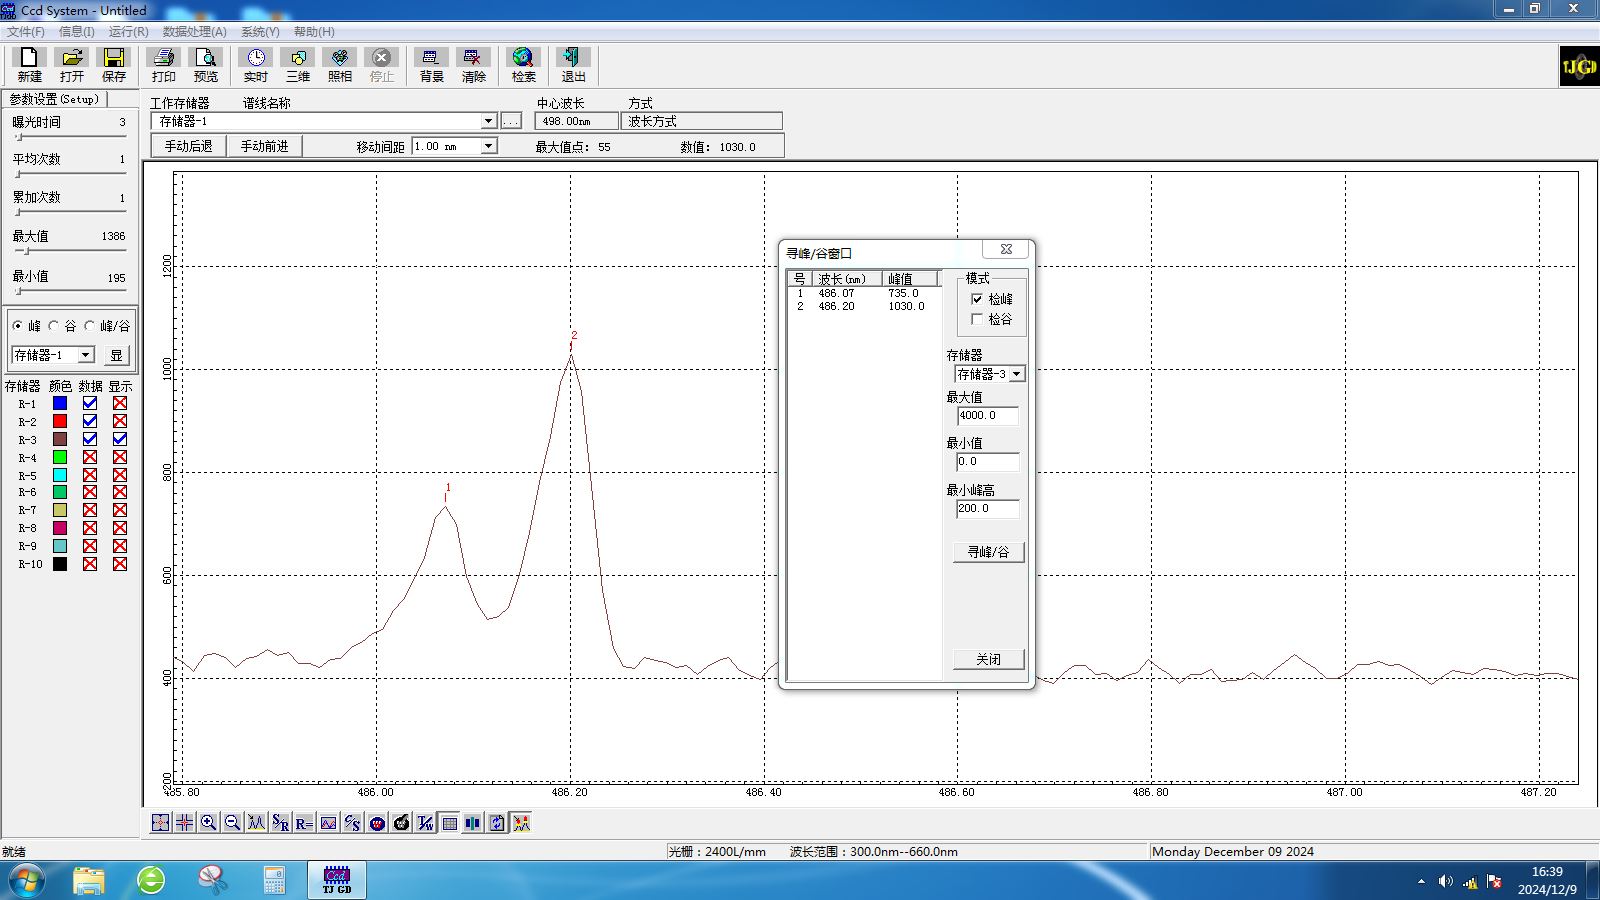 Ccd System - Untitled
文件(F) 信息(I) 运行(R) 数据处理(A) 系统(Y) 帮助(H)
新建 打开 保存 打印 预览 实时 三维 照相 停止 背景 清除 检索 退出
TJGD
参数设置(Setup)
曝光时间 3
平均次数 1
累加次数 1
最大值 1386
最小值 195
峰 谷 峰/谷
存储器-1 显
存储器 颜色 数据 显示
R-1
R-2
R-3
R-4
R-5
R-6
R-7
R-8
R-9
R-10
工作存储器 谱线名称 中心波长 方式
存储器-1 ... 498.00nm 波长方式
手动后退 手动前进 移动间距 1.00 nm 最大值点: 55 数值: 1030.0
1200
1000
800
600
400
200
1
2
485.80 486.00 486.20 486.40 486.60 486.80 487.00 487.20
寻峰/谷窗口
号 波长(nm) 峰值
1 486.07 735.0
2 486.20 1030.0
模式
检峰
检谷
存储器
存储器-3
最大值
4000.0
最小值
0.0
最小峰高
200.0
寻峰/谷
关闭
就绪 光栅：2400L/mm 波长范围：300.0nm--660.0nm Monday December 09 2024
Ccd
TJ GD
16:39
2024/12/9